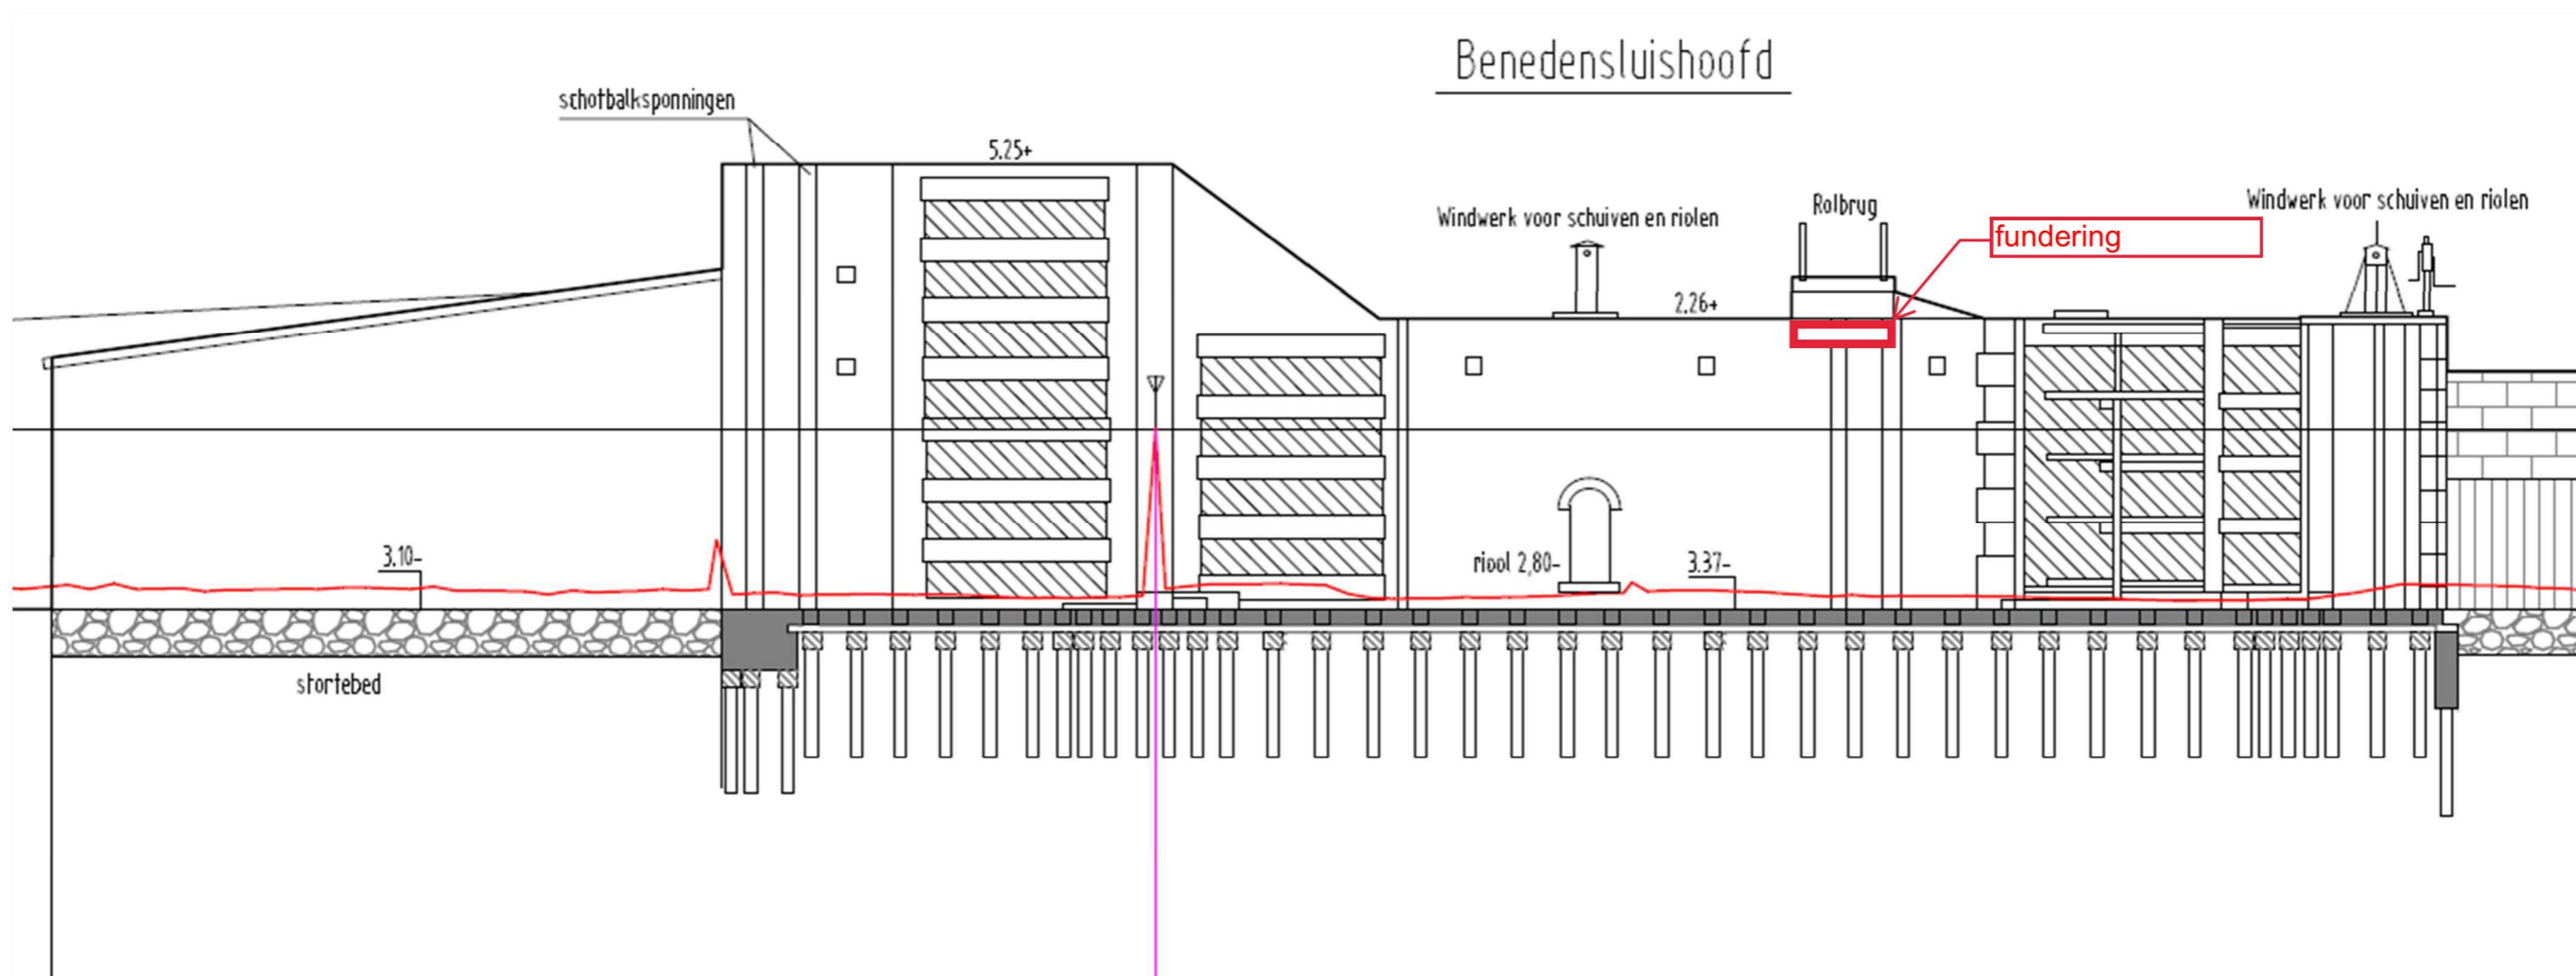 Benedensluishoofd
schotbalksponningen
5.25+
Windwerk voor schuiven en riolen
Rolbrug
Windwerk voor schuiven en riolen
fundering
2.26+
3.10-
riool 2,80-
3.37-
stortebed